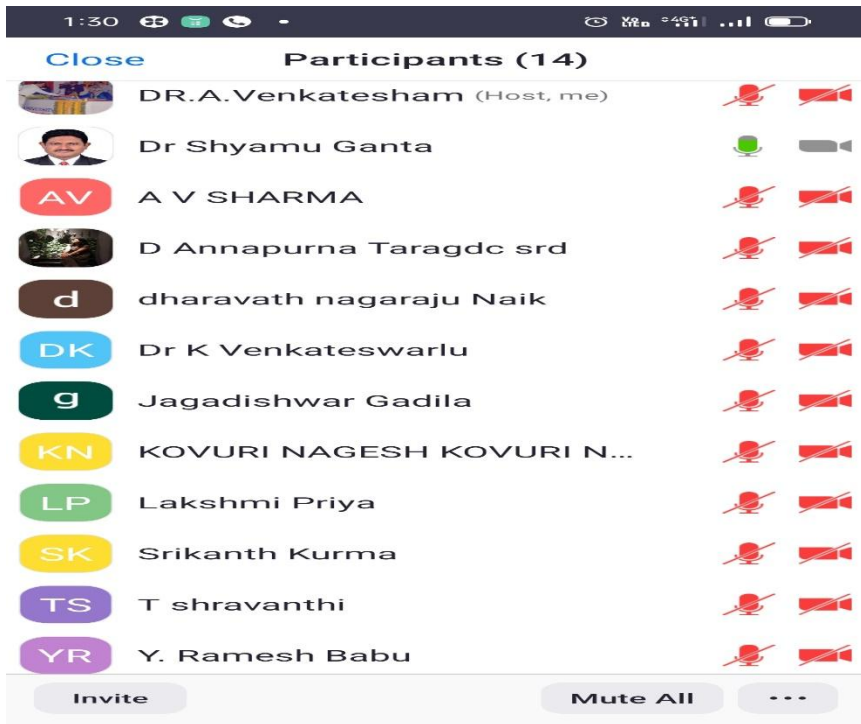 1:30
Close Participants (14)
DR.A.Venkatesham (Host, me)
Dr Shyamu Ganta
AV A V SHARMA
D Annapurna Taragdc srd
d dharavath nagaraju Naik
DK Dr K Venkateswarlu
g Jagadishwar Gadila
KN KOVURI NAGESH KOVURI N...
LP Lakshmi Priya
SK Srikanth Kurma
TS T shravanthi
YR Y. Ramesh Babu
Invite Mute All ...